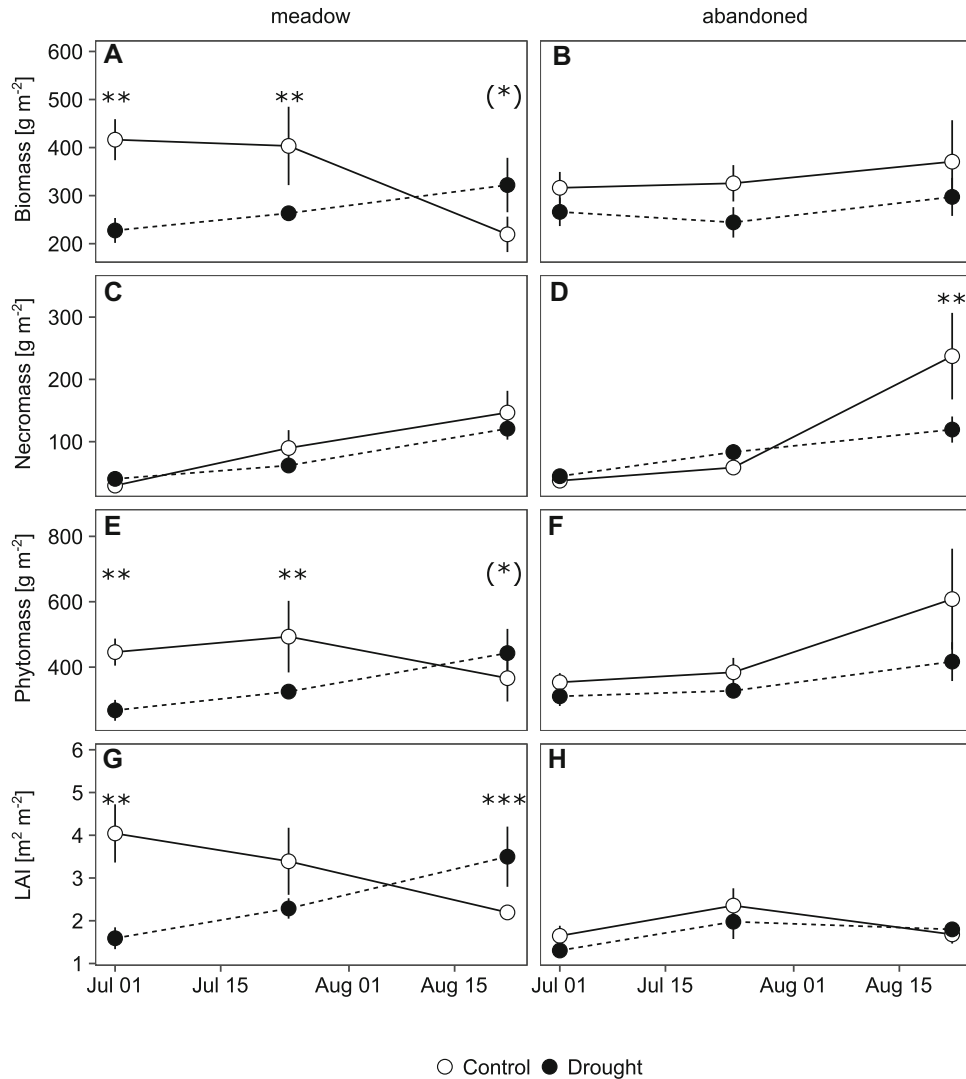 meadow abandoned
A B
600
500
400
300
200
Biomass [g m⁻²]
** ** (*)
C D
300
200
100
Necromass [g m⁻²]
**
E F
800
600
400
Phytomass [g m⁻²]
** ** (*)
G H
6
5
4
3
2
1
LAI [m² m⁻²]
** ***
Jul 01 Jul 15 Aug 01 Aug 15 Jul 01 Jul 15 Aug 01 Aug 15
Control Drought